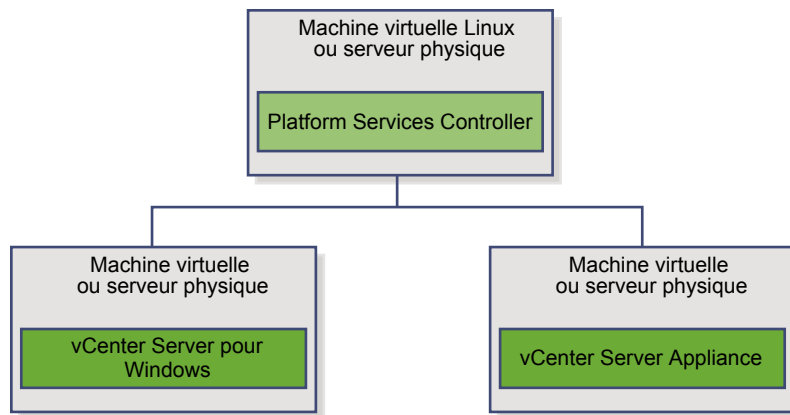 Machine virtuelle Linux
ou serveur physique
Platform Services Controller
Machine virtuelle
ou serveur physique
vCenter Server pour
Windows
Machine virtuelle
ou serveur physique
vCenter Server Appliance